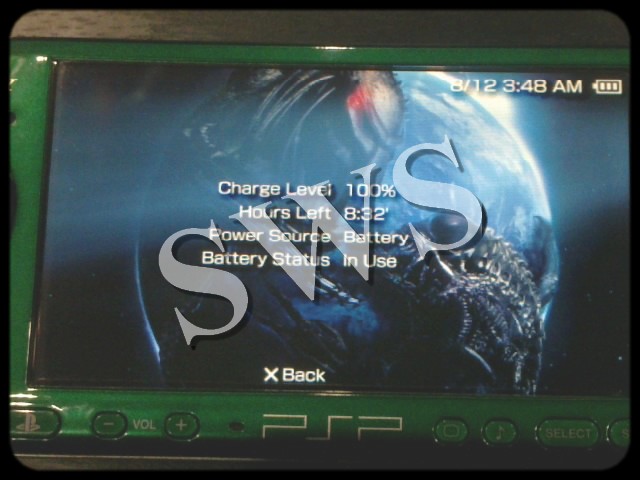 8/12 3:48 AM
Charge Level 100%
Hours Left 8:32'
Power Source Battery
Battery Status In Use
SWS
X Back
− VOL +
PSP
SELECT
S